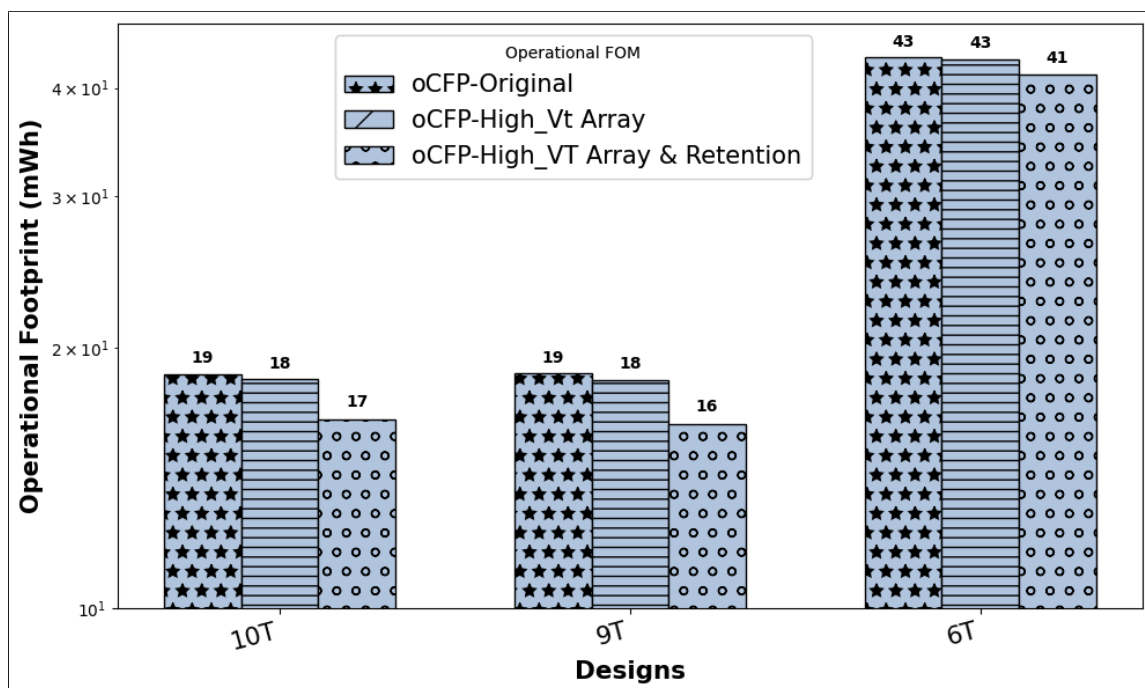 Operational FOM
oCFP-Original
oCFP-High_Vt Array
oCFP-High_VT Array & Retention
Operational Footprint (mWh)
4 × 10¹
3 × 10¹
2 × 10¹
10¹
19
18
17
19
18
16
43
43
41
10T
9T
6T
Designs